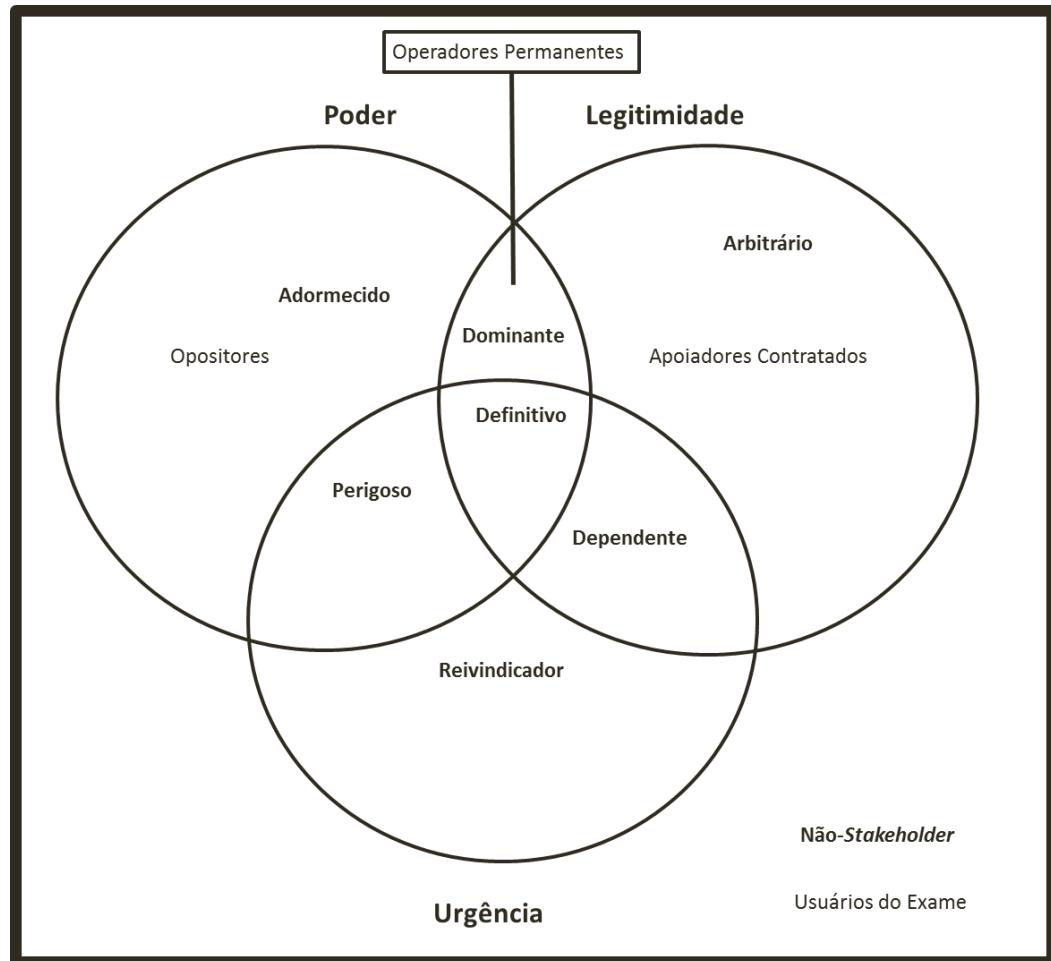 Operadores Permanentes
Poder
Legitimidade
Arbitrário
Adormecido
Dominante
Opositores
Apoiadores Contratados
Definitivo
Perigoso
Dependente
Reivindicador
Não-Stakeholder
Usuários do Exame
Urgência